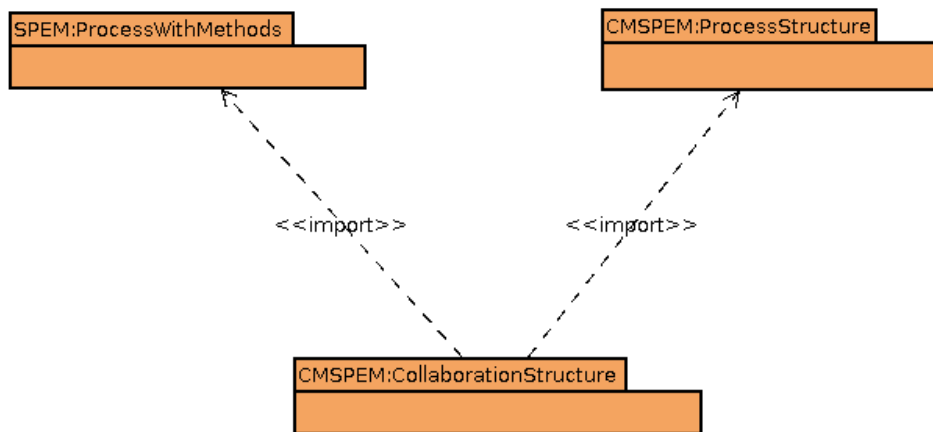 SPEM:ProcessWithMethods
CMSPEM:ProcessStructure
<<import>>
<<import>>
CMSPEM:CollaborationStructure